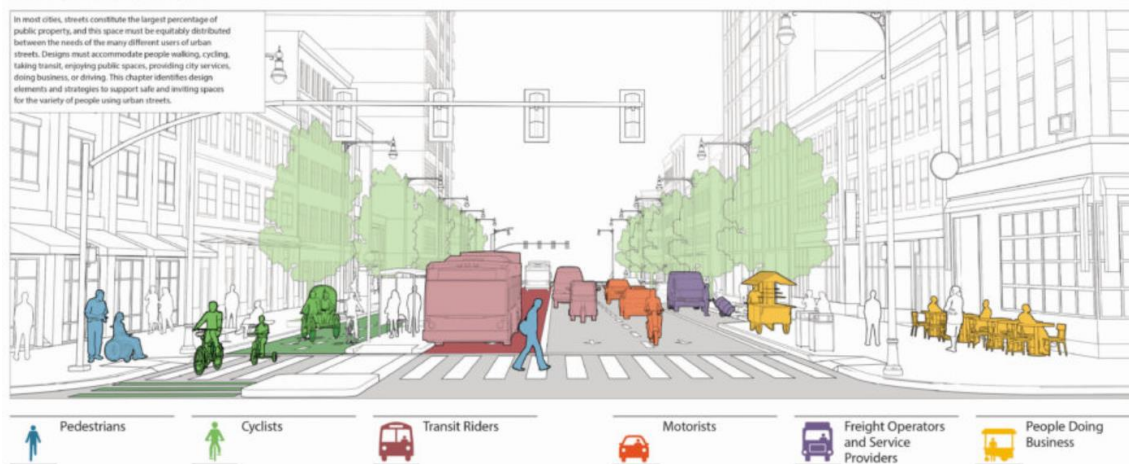 In most cities, streets constitute the largest percentage of
public property, and this space must be equitably distributed
between the needs of the many different users of urban
streets. Designs must accommodate people walking, cycling,
taking transit, enjoying public spaces, providing city services,
doing business, or driving. This chapter identifies design
elements and strategies to support safe and inviting spaces
for the variety of people using urban streets.
Pedestrians
Cyclists
Transit Riders
Motorists
Freight Operators
and Service
Providers
People Doing
Business